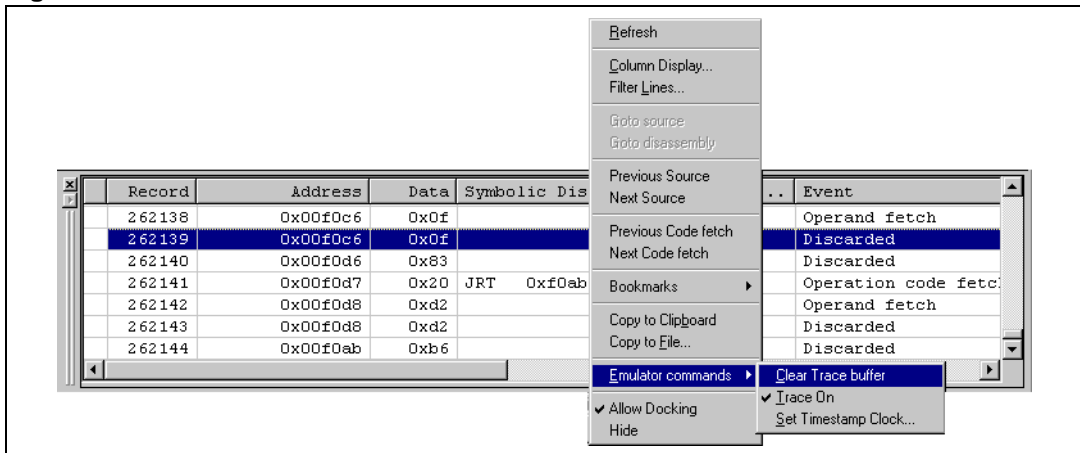 Refresh
Column Display...
Filter Lines...
Goto source
Goto disassembly
Previous Source
Next Source
Previous Code fetch
Next Code fetch
Bookmarks
Copy to Clipboard
Copy to File...
Emulator commands
Allow Docking
Hide
Clear Trace buffer
Trace On
Set Timestamp Clock...
Record Address Data Symbolic Dis .. Event
262138 0x00f0c6 0x0f Operand fetch
262139 0x00f0c6 0x0f Discarded
262140 0x00f0d6 0x83 Discarded
262141 0x00f0d7 0x20 JRT 0xf0ab Operation code fetc
262142 0x00f0d8 0xd2 Operand fetch
262143 0x00f0d8 0xd2 Discarded
262144 0x00f0ab 0xb6 Discarded